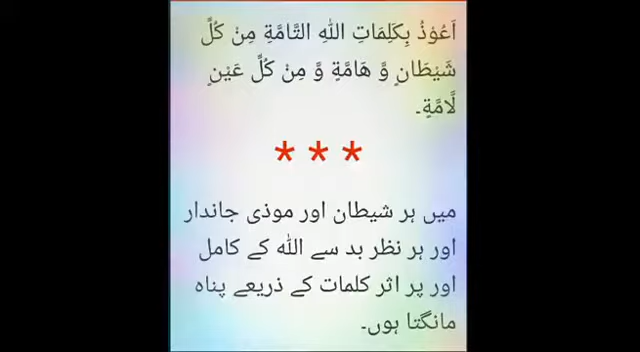 اَعُوْذُ بِكَلِمَاتِ اللّٰهِ التَّامَّةِ مِنْ كُلِّ
شَيْطَانٍ وَّ هَامَّةٍ وَّ مِنْ كُلِّ عَيْنٍ
لَّامَّةٍ۔
* * *
میں ہر شیطان اور موذی جاندار
اور ہر نظر بد سے اللّٰہ کے کامل
اور پر اثر کلمات کے ذریعے پناہ
مانگتا ہوں۔